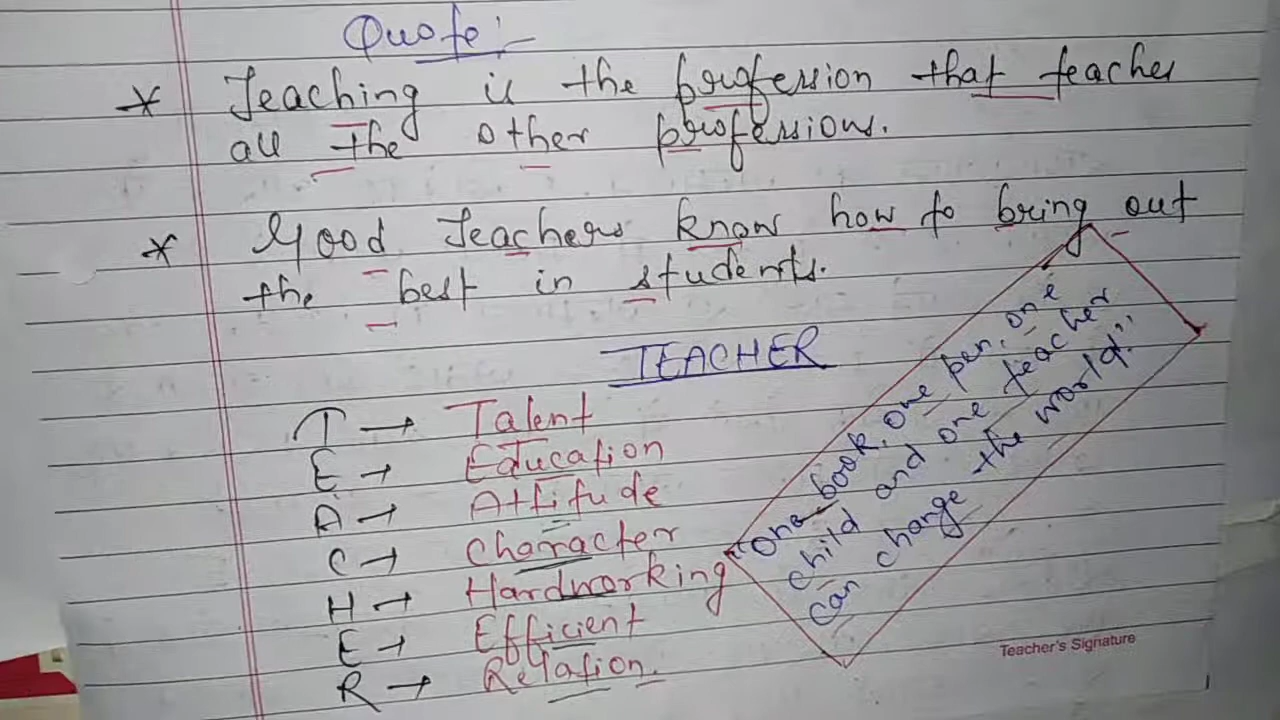 Quote:-
* Teaching is the profession that teaches
all the other professions.
* Good Teachers know how to bring out
the best in students.
TEACHER
T → Talent
E → Education
A → Attitude
C → Character
H → Hardworking
E → Efficient
R → Relation.
"One book, one pen, one
child and one teacher
can change the world."
Teacher's Signature